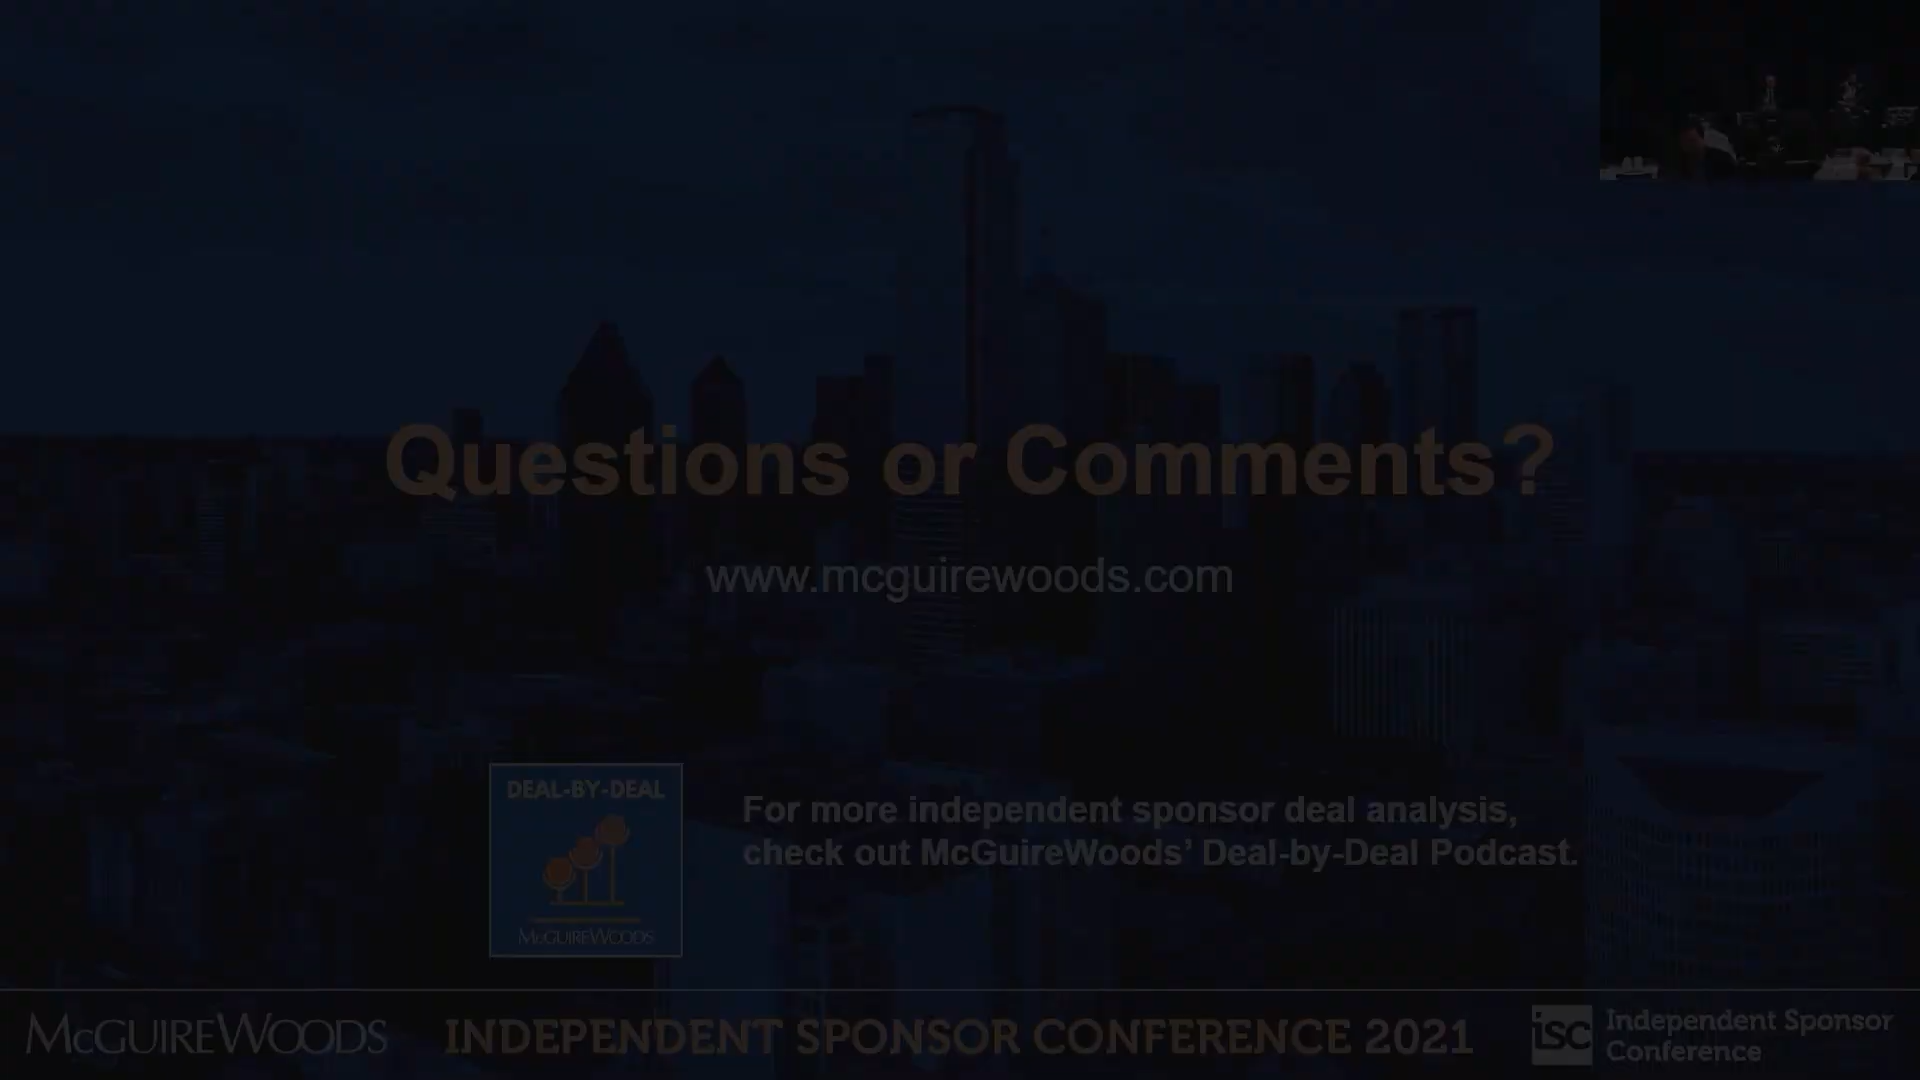 Questions or Comments?
www.mcguirewoods.com
DEAL-BY-DEAL
McGUIREWOODS
For more independent sponsor deal analysis,
check out McGuireWoods’ Deal-by-Deal Podcast.
McGUIREWOODS
INDEPENDENT SPONSOR CONFERENCE 2021
isc
Independent Sponsor
Conference